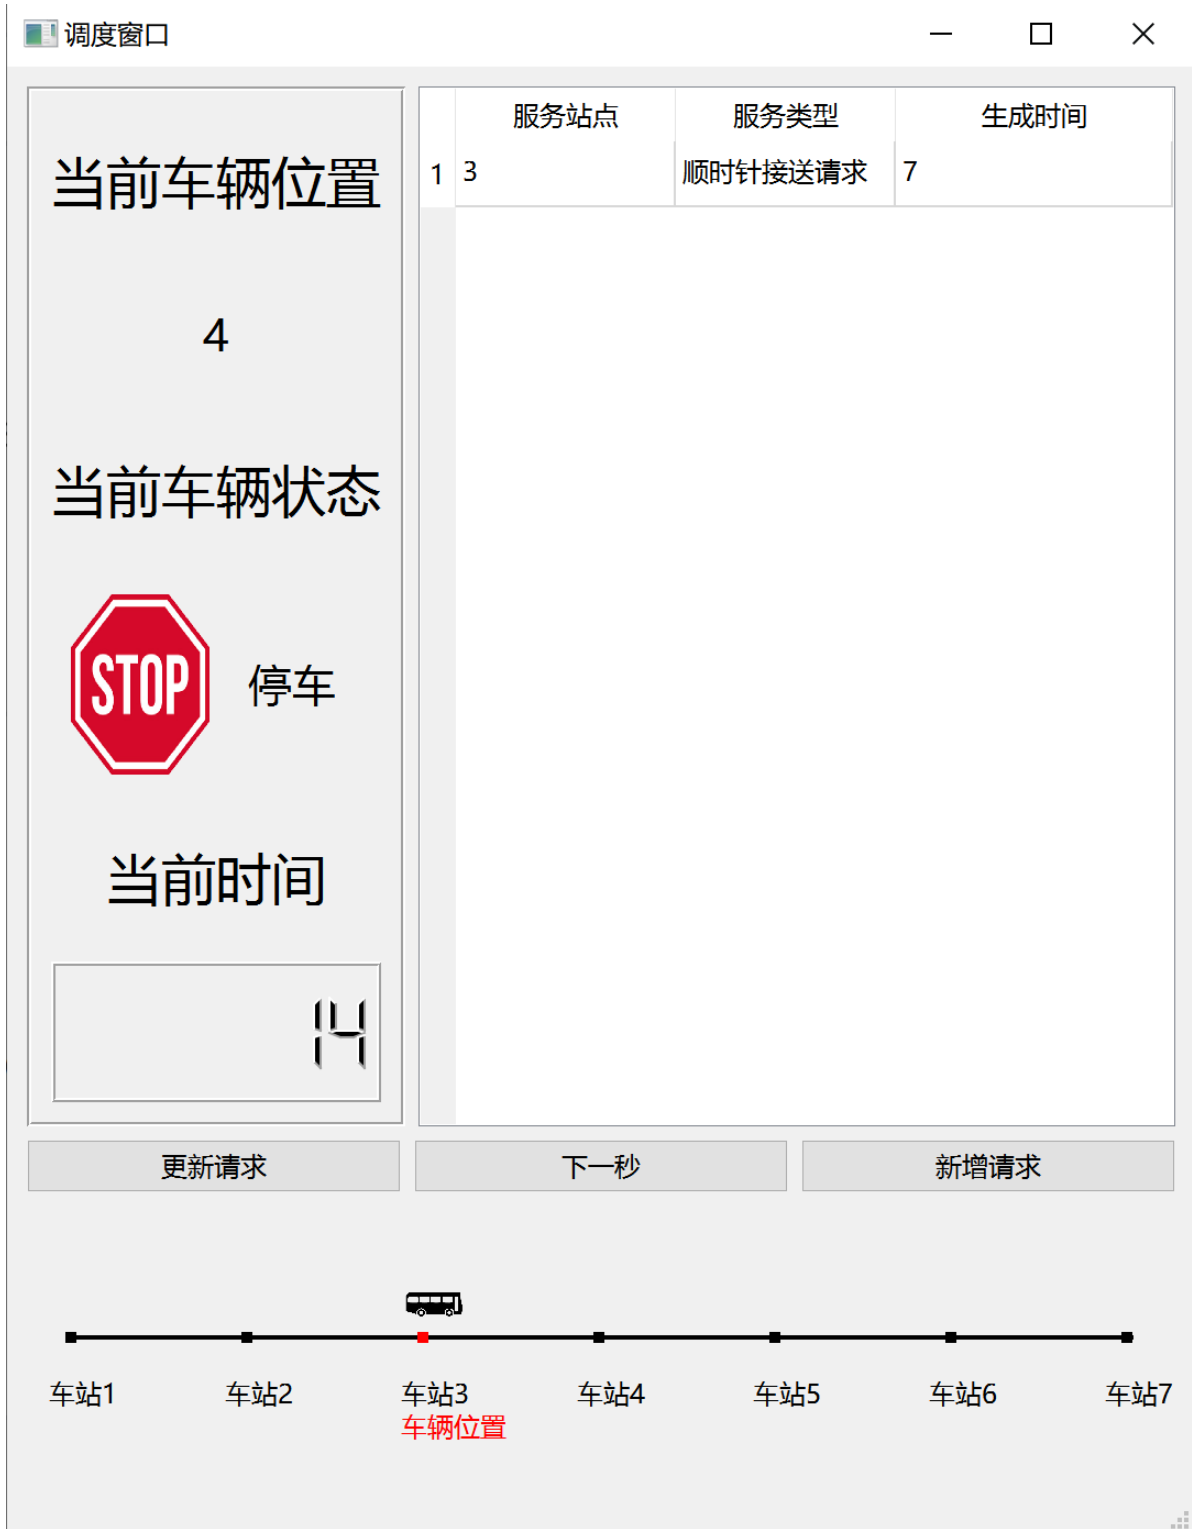 调度窗口
当前车辆位置
4
当前车辆状态
STOP
停车
当前时间
14
服务站点 服务类型 生成时间
1 3 顺时针接送请求 7
更新请求 下一秒 新增请求
车站1 车站2 车站3 车站4 车站5 车站6 车站7
车辆位置